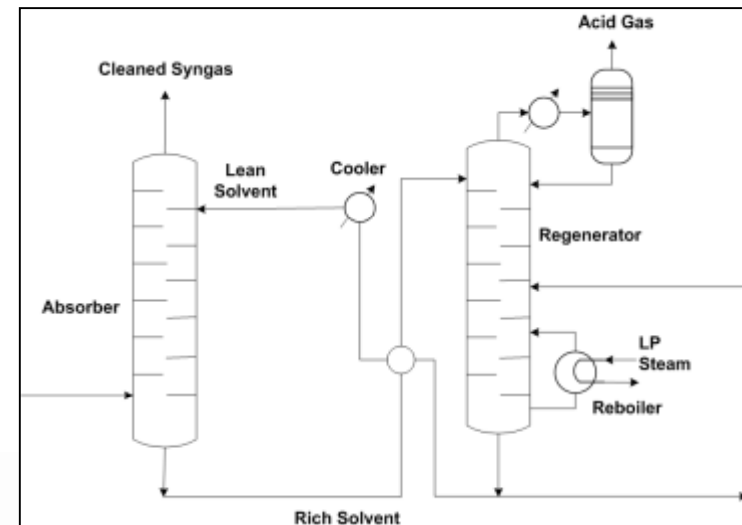 Acid Gas
Cleaned Syngas
Lean
Solvent
Cooler
Regenerator
Absorber
LP
Steam
Reboiler
Rich Solvent